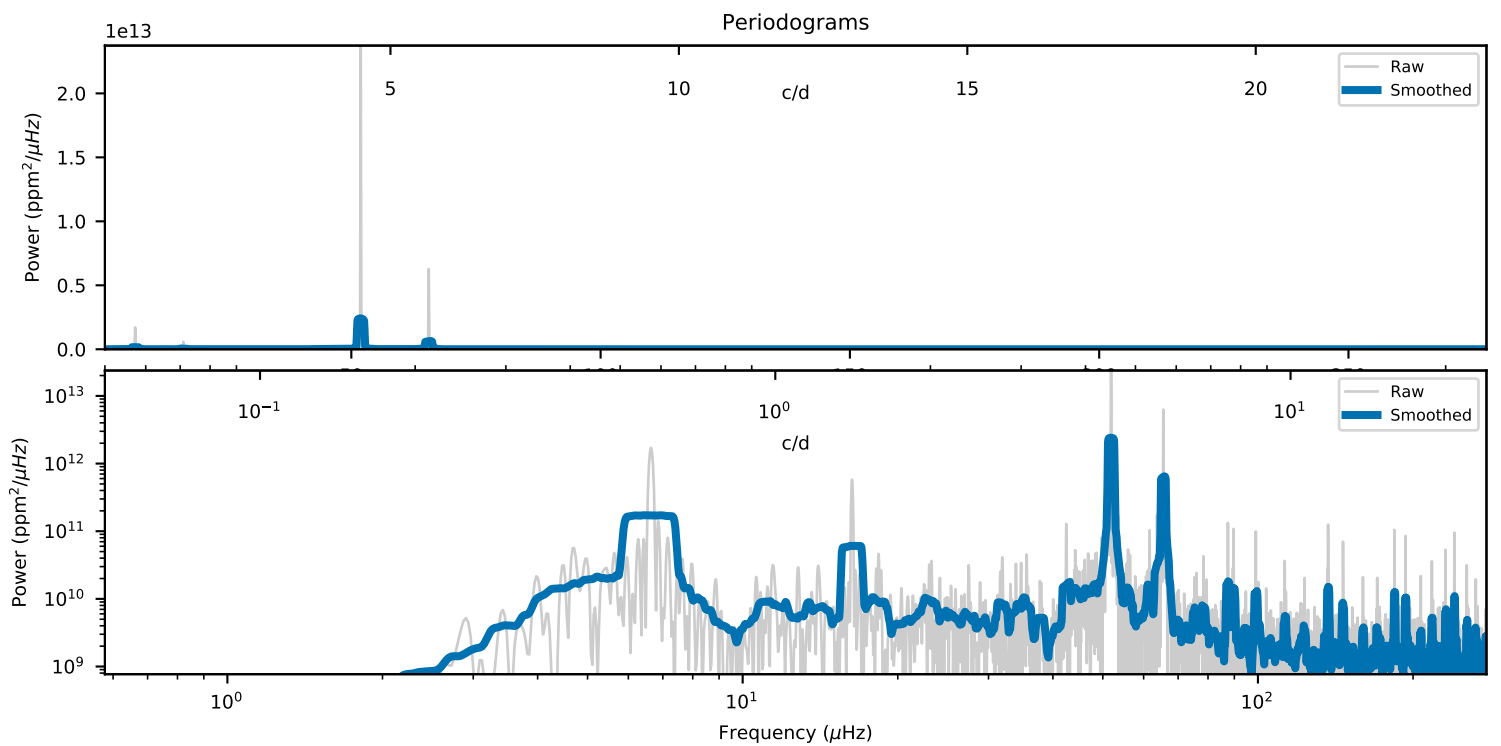 Periodograms
1e13
Raw
Smoothed
5
10
15
20
c/d
2.0
1.5
1.0
0.5
0.0
Power (ppm²/μHz)
Raw
Smoothed
10⁻¹
10⁰
10¹
c/d
10¹³
10¹²
10¹¹
10¹⁰
10⁹
Power (ppm²/μHz)
10⁰
10¹
10²
Frequency (μHz)